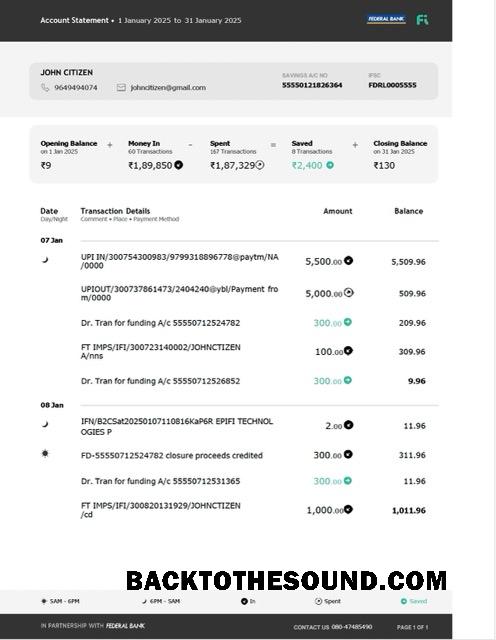 Account Statement • 1 January 2025 to 31 January 2025
FEDERAL BANK
Fi
JOHN CITIZEN
9649494074
johncitizen@gmail.com
SAVINGS A/C NO
55550121826364
IFSC
FDRL0005555
Opening Balance + Money In - Spent = Saved + Closing Balance
on 1 Jan 2025 60 Transactions 167 Transactions 8 Transactions on 31 Jan 2025
₹9 ₹1,89,850 ₹1,87,329 ₹2,400 ₹130
Date Transaction Details Amount Balance
Day/Night Comment • Place • Payment Method
07 Jan
UPI IN/300754300983/9799318896778@paytm/NA
/0000
5,500.00 5,509.96
UPIOUT/300737861473/2404240@ybl/Payment fro
m/0000
5,000.00 509.96
Dr. Tran for funding A/c 55550712524782 300.00 209.96
FT IMPS/IFI/300723140002/JOHNCTIZEN
A/nns
100.00 309.96
Dr. Tran for funding A/c 55550712526852 300.00 9.96
08 Jan
IFN/B2CSat20250107110816KaP6R EPIFI TECHNOL
OGIES P
2.00 11.96
FD-55550712524782 closure proceeds credited 300.00 311.96
Dr. Tran for funding A/c 55550712531365 300.00 11.96
FT IMPS/IFI/300820131929/JOHNCTIZEN
/cd
1,000.00 1,011.96
BACKTOTHESOUND.COM
5AM - 6PM 6PM - 5AM In Spent Saved
IN PARTNERSHIP WITH FEDERAL BANK
CONTACT US 080-47485490 PAGE 1 OF 1